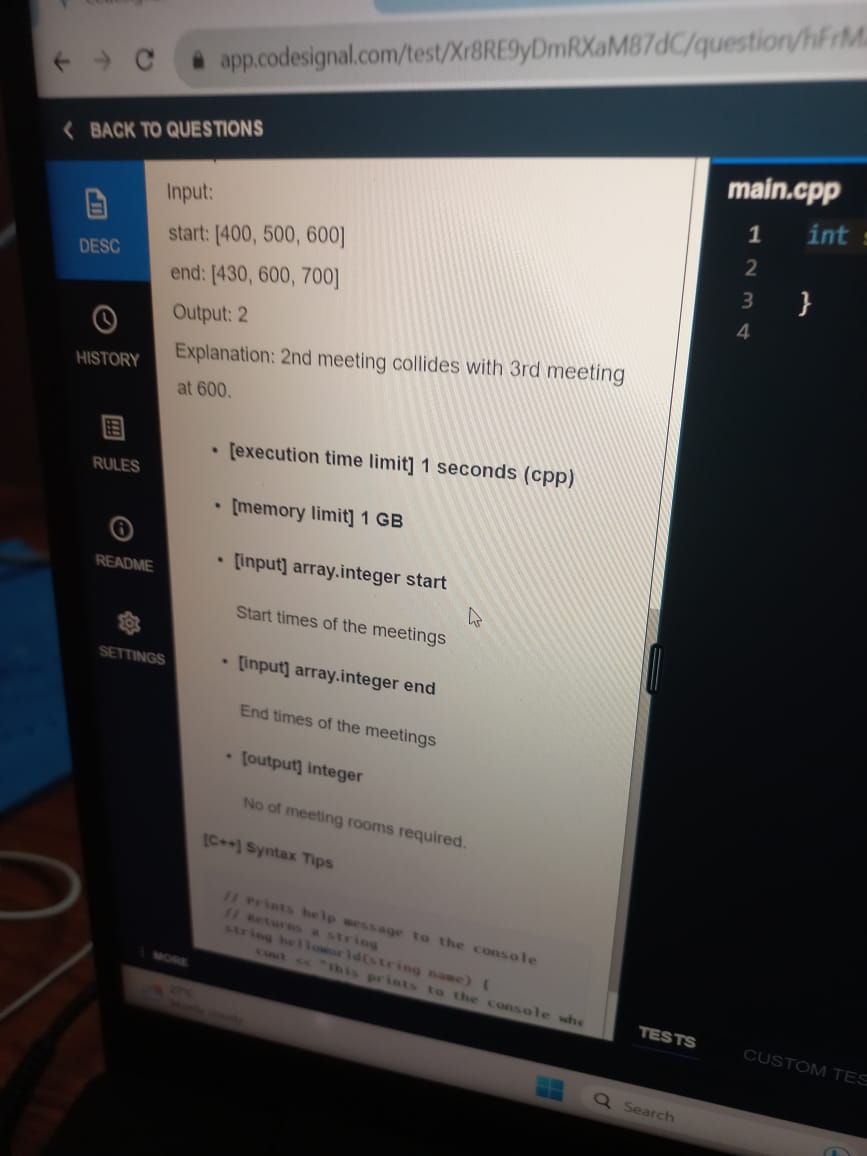 app.codesignal.com/test/Xr8RE9yDmRXaM87dC/question/hFrM
BACK TO QUESTIONS
DESC
HISTORY
RULES
README
SETTINGS
MORE
Input:
start: [400, 500, 600]
end: [430, 600, 700]
Output: 2
Explanation: 2nd meeting collides with 3rd meeting
at 600.
• [execution time limit] 1 seconds (cpp)
• [memory limit] 1 GB
• [input] array.integer start
Start times of the meetings
• [input] array.integer end
End times of the meetings
• [output] integer
No of meeting rooms required.
[C++] Syntax Tips
// Prints help message to the console
// Returns a string
string helloworld(string name) {
cout << "This prints to the console whe
main.cpp
1 int
2
3 }
4
TESTS
CUSTOM TES
Search